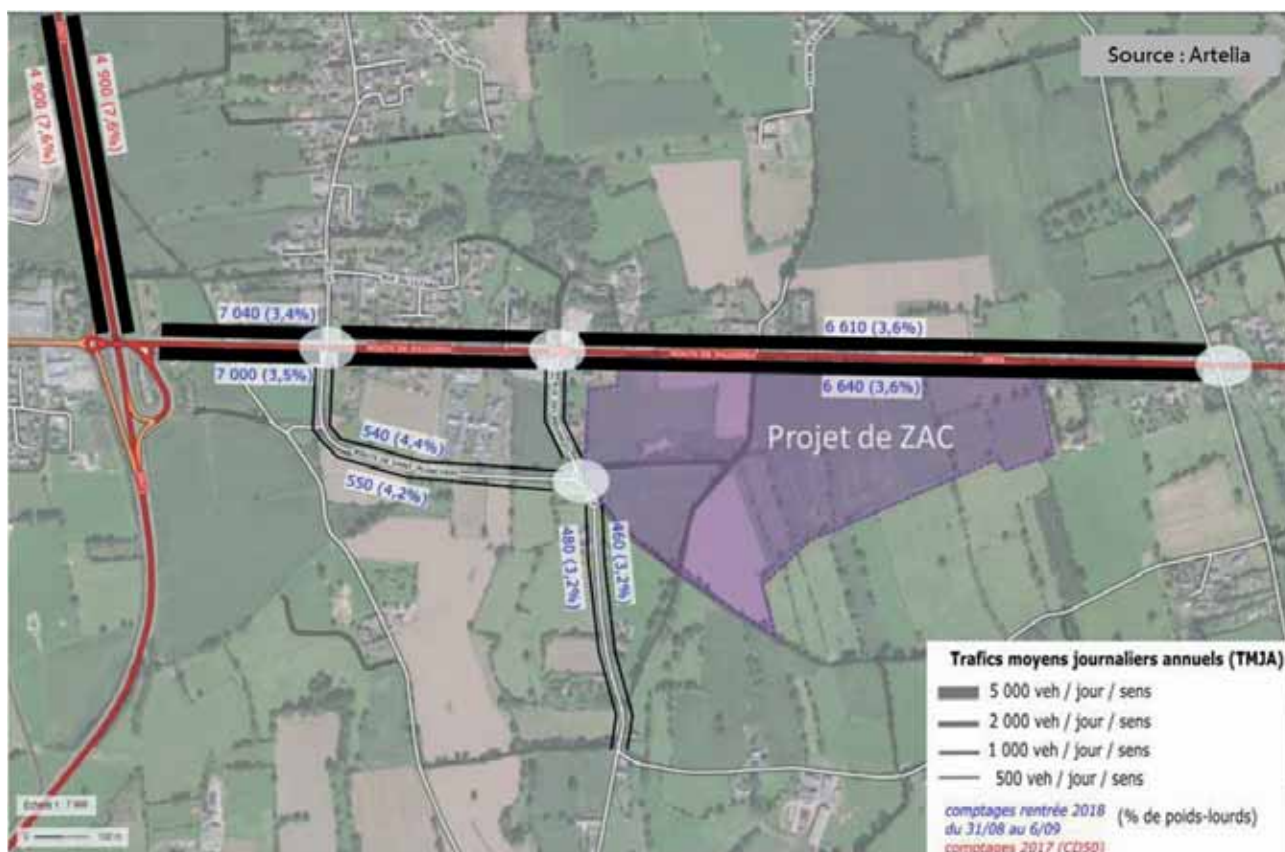 Source : Artelia
4 900 (7,6%)
4 900 (7,6%)
7 040 (3,4%)
6 610 (3,6%)
7 000 (3,5%)
6 640 (3,6%)
Projet de ZAC
540 (4,4%)
550 (4,2%)
480 (3,2%)
460 (3,2%)
Trafics moyens journaliers annuels (TMJA)
5 000 veh / jour / sens
2 000 veh / jour / sens
1 000 veh / jour / sens
500 veh / jour / sens
comptages rentrée 2018 (% de poids-lourds)
du 31/08 au 6/09
comptages 2017 (CD50)